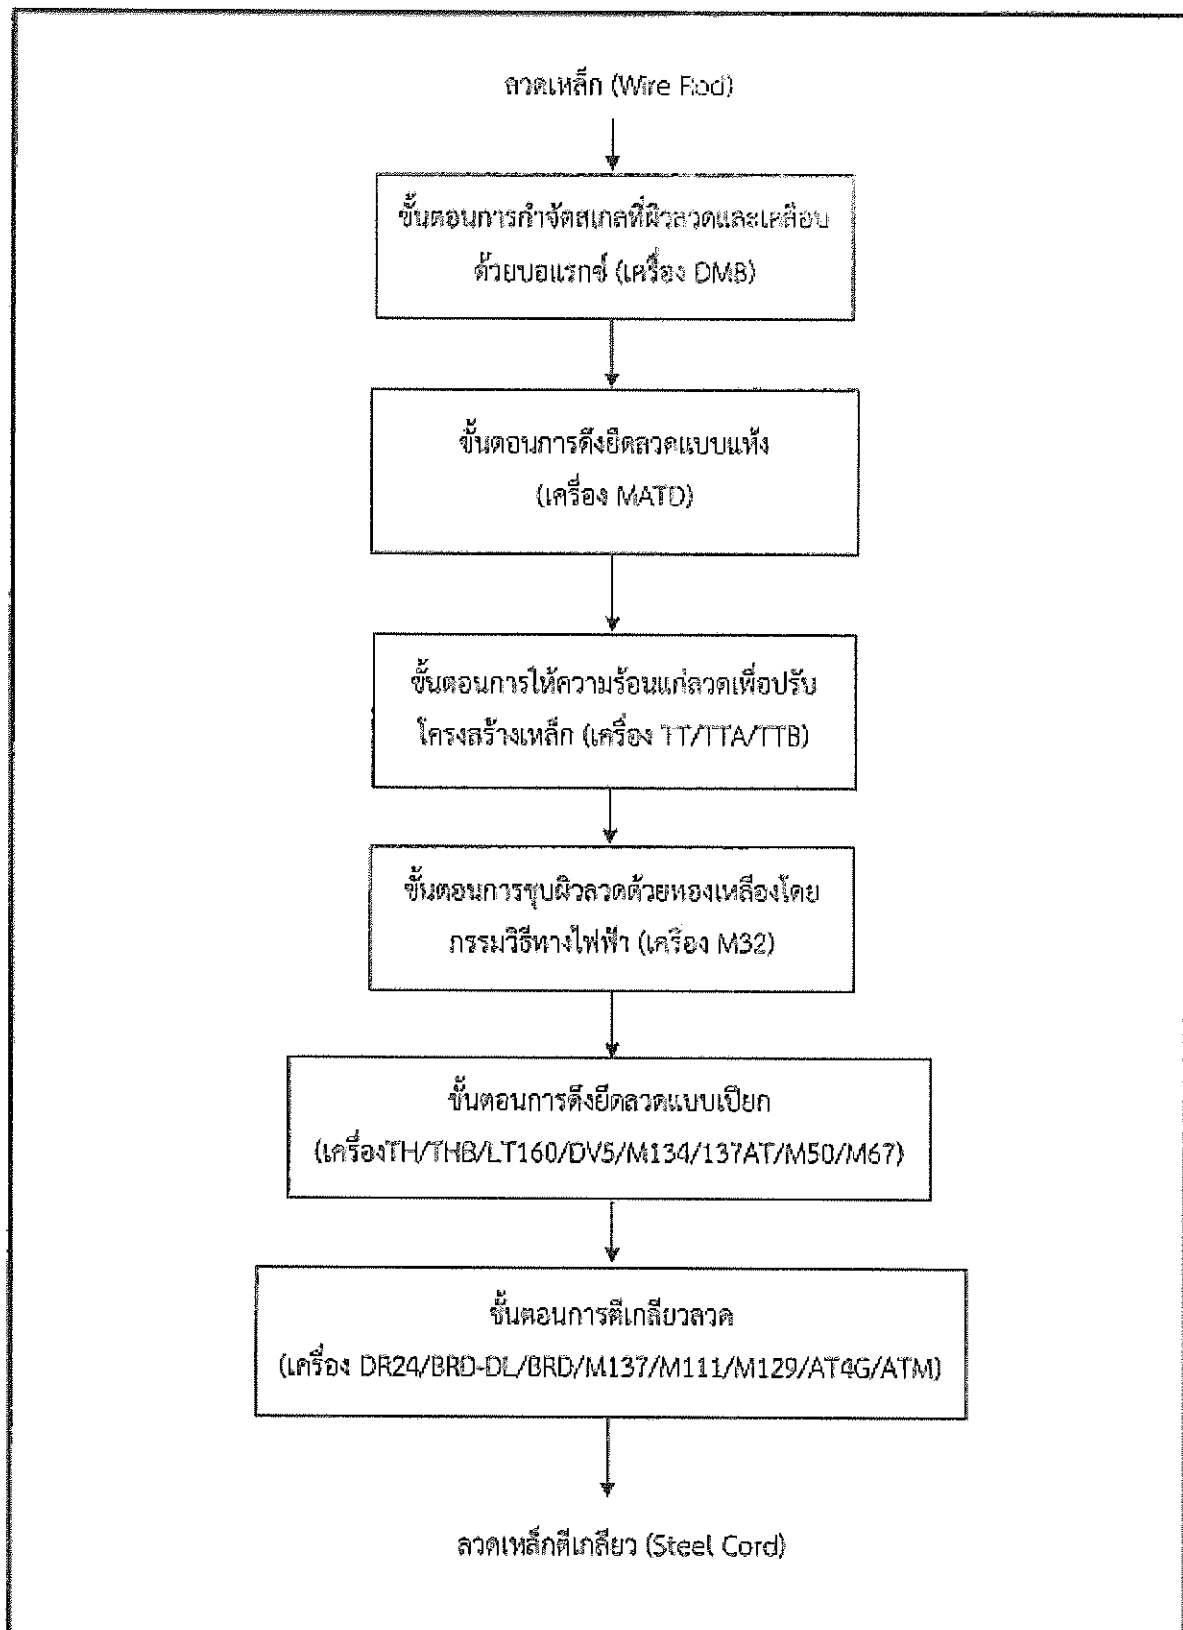 ลวดเหล็ก (Wire Rod)
ขั้นตอนการกำจัดสเกลที่ผิวลวดและเคลือบ
ด้วยบอแรกซ์ (เครื่อง DMB)
ขั้นตอนการดึงยืดลวดแบบแห้ง
(เครื่อง MATD)
ขั้นตอนการให้ความร้อนแก่ลวดเพื่อปรับ
โครงสร้างเหล็ก (เครื่อง TT/TTA/TTB)
ขั้นตอนการชุบผิวลวดด้วยทองเหลืองโดย
กรรมวิธีทางไฟฟ้า (เครื่อง M32)
ขั้นตอนการดึงยืดลวดแบบเปียก
(เครื่องTH/THB/LT160/DV5/M134/137AT/M50/M67)
ขั้นตอนการตีเกลียวลวด
(เครื่อง DR24/BRD-DL/BRD/M137/M111/M129/AT4G/ATM)
ลวดเหล็กตีเกลียว (Steel Cord)